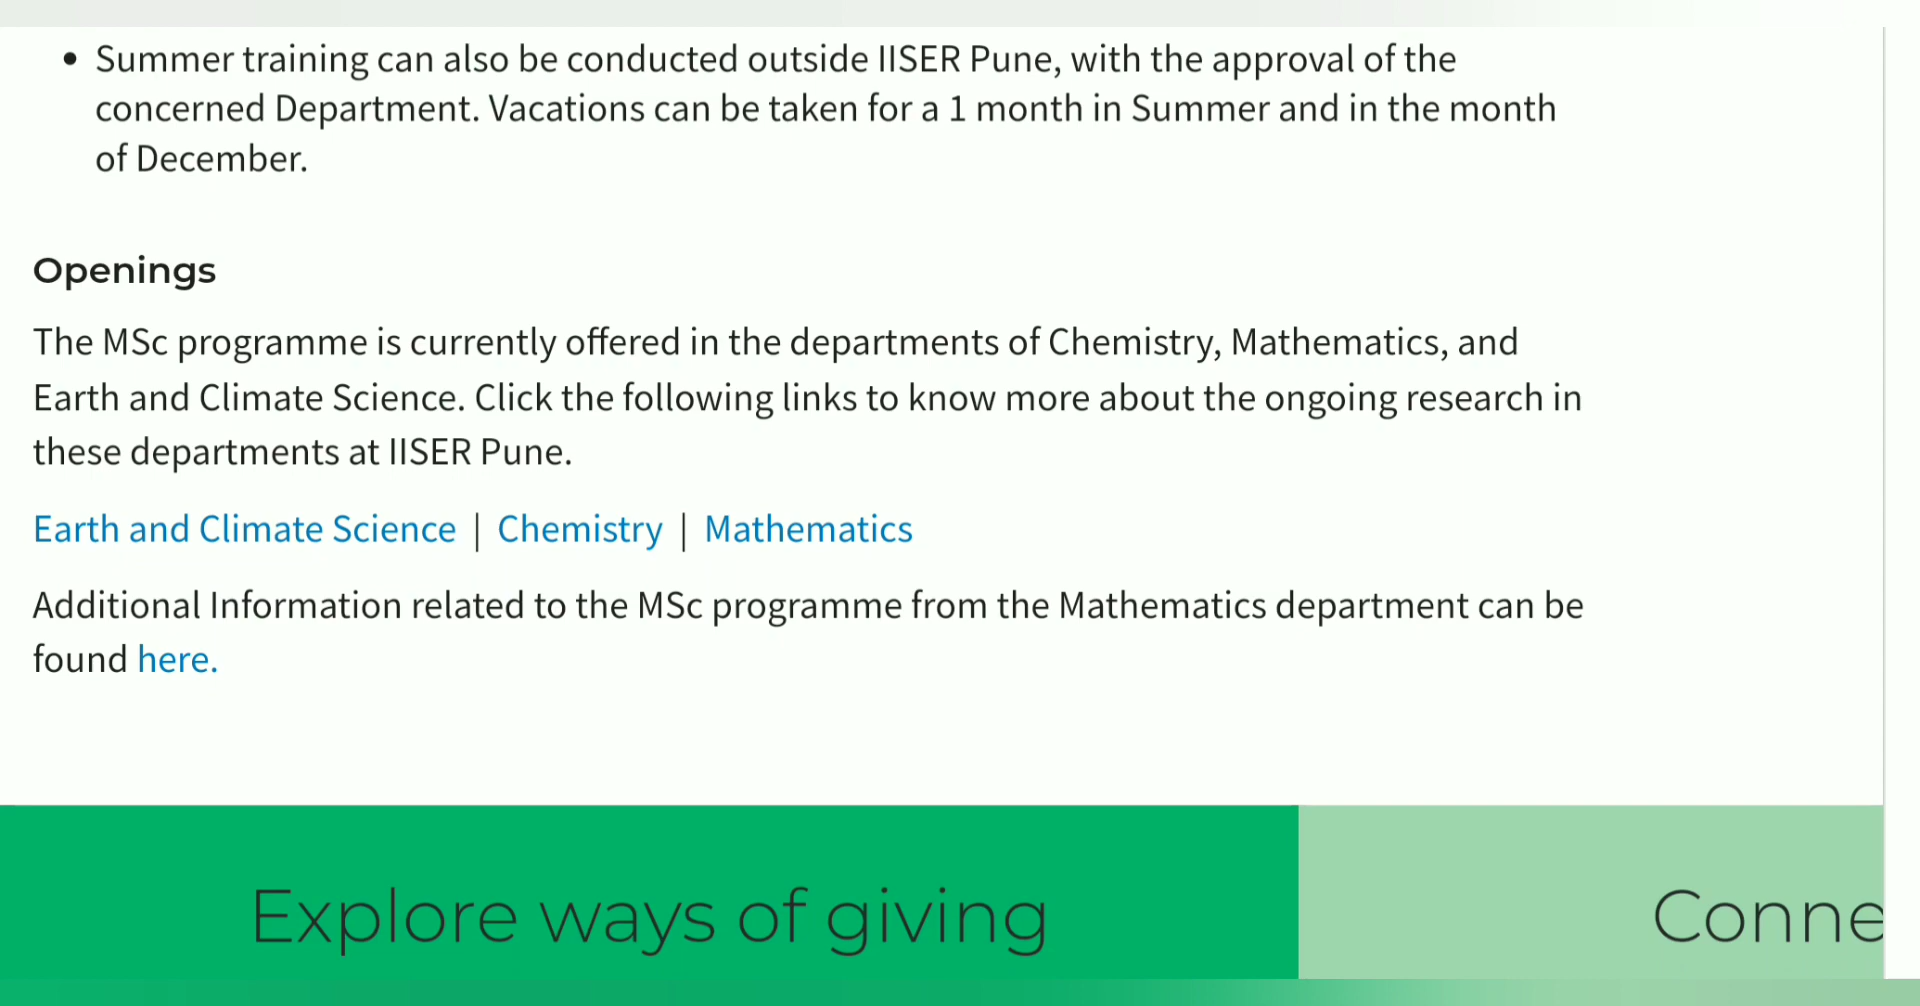 • Summer training can also be conducted outside IISER Pune, with the approval of the
concerned Department. Vacations can be taken for a 1 month in Summer and in the month
of December.
Openings
The MSc programme is currently offered in the departments of Chemistry, Mathematics, and
Earth and Climate Science. Click the following links to know more about the ongoing research in
these departments at IISER Pune.
Earth and Climate Science | Chemistry | Mathematics
Additional Information related to the MSc programme from the Mathematics department can be
found here.
Explore ways of giving
Conne